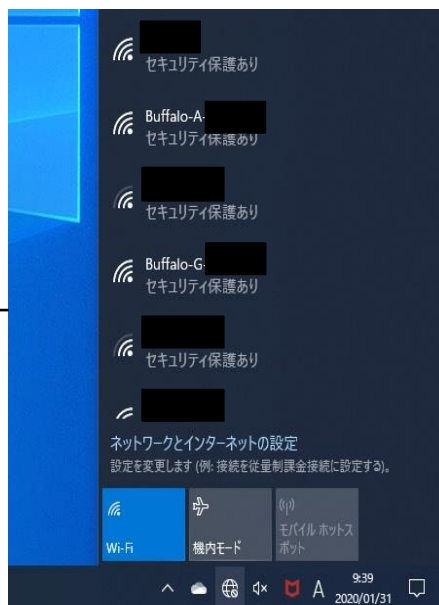 セキュリティ保護あり
Buffalo-A-
セキュリティ保護あり
セキュリティ保護あり
Buffalo-G-
セキュリティ保護あり
セキュリティ保護あり
ネットワークとインターネットの設定
設定を変更します (例: 接続を従量制課金接続に設定する)。
Wi-Fi
機内モード
モバイル ホットス
ポット
A
9:39
2020/01/31